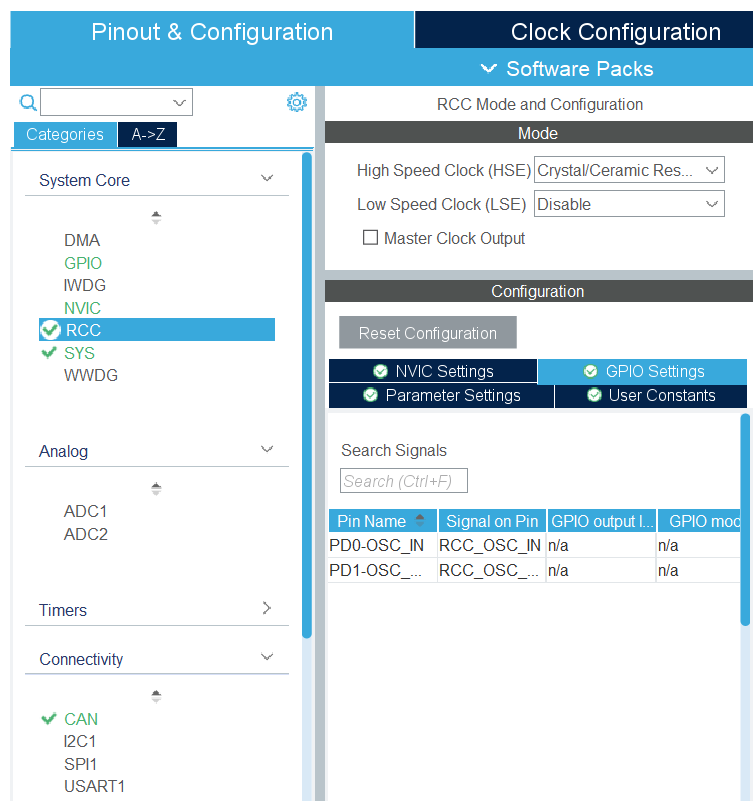 Pinout & Configuration
Clock Configuration
Software Packs
Categories
A->Z
System Core
DMA
GPIO
IWDG
NVIC
RCC
SYS
WWDG
Analog
ADC1
ADC2
Timers
Connectivity
CAN
I2C1
SPI1
USART1
RCC Mode and Configuration
Mode
High Speed Clock (HSE) Crystal/Ceramic Res...
Low Speed Clock (LSE) Disable
Master Clock Output
Configuration
Reset Configuration
NVIC Settings GPIO Settings
Parameter Settings User Constants
Search Signals
Search (Ctrl+F)
Pin Name Signal on Pin GPIO output l... GPIO mod
PD0-OSC_IN RCC_OSC_IN n/a n/a
PD1-OSC_... RCC_OSC_... n/a n/a